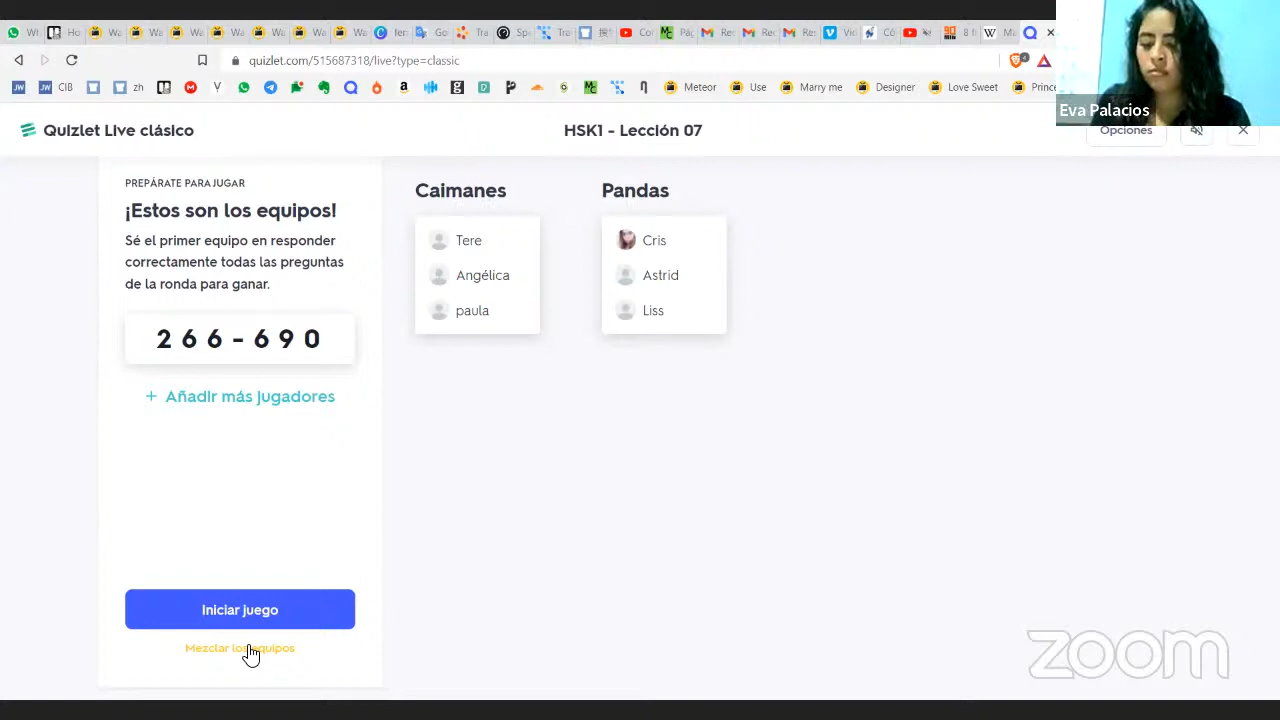 quizlet.com/519687318/live?type=classic
CIB
zh
Meteor
Use
Marry me
Designer
Love Sweet
Eva Palacios
Quizlet Live clásico
HSK1 - Lección 07
Opciones
PREPÁRATE PARA JUGAR
¡Estos son los equipos!
Sé el primer equipo en responder
correctamente todas las preguntas
de la ronda para ganar.
266-690
+ Añadir más jugadores
Caimanes
Tere
Angélica
paula
Pandas
Cris
Astrid
Liss
Iniciar juego
Mezclar los equipos
zoom